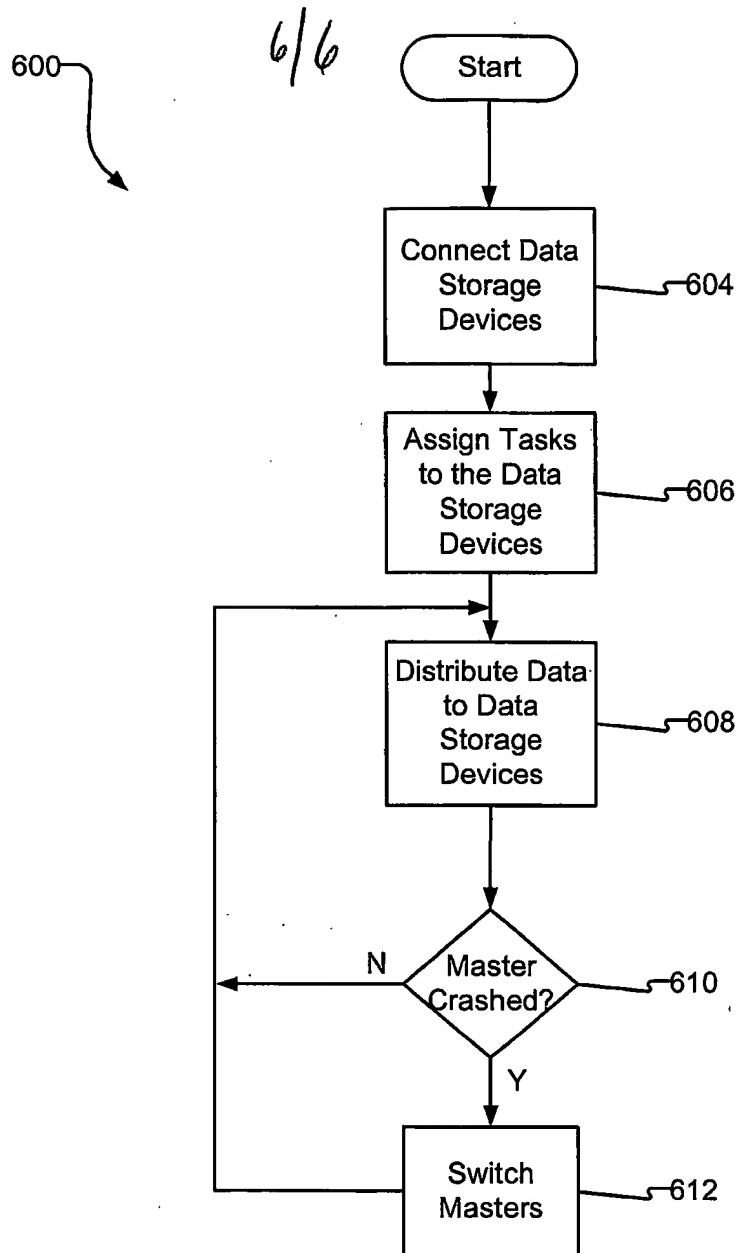 6/6
600
Start
Connect Data
Storage
Devices
604
Assign Tasks
to the Data
Storage
Devices
606
Distribute Data
to Data
Storage
Devices
608
N
Master
Crashed?
610
Y
Switch
Masters
612